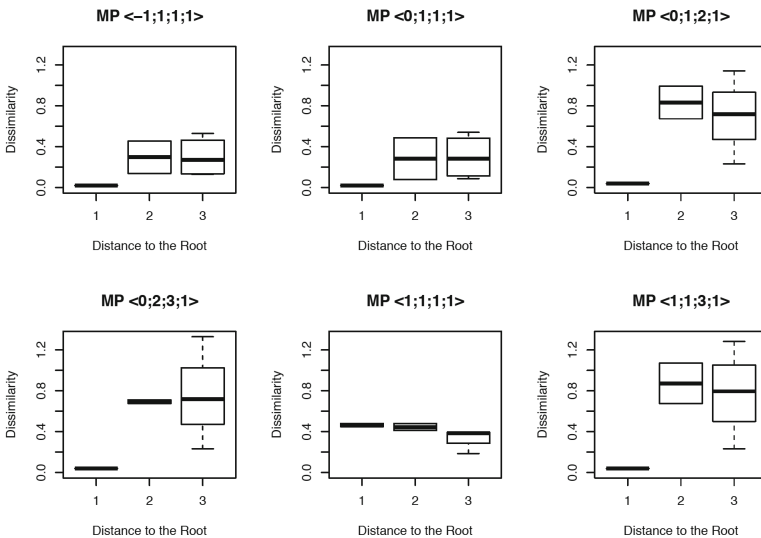 MP <–1;1;1;1>
MP <0;1;1;1>
MP <0;1;2;1>
Dissimilarity
0.0 0.4 0.8 1.2
1 2 3
Distance to the Root
Dissimilarity
0.0 0.4 0.8 1.2
1 2 3
Distance to the Root
Dissimilarity
0.0 0.4 0.8 1.2
1 2 3
Distance to the Root
MP <0;2;3;1>
MP <1;1;1;1>
MP <1;1;3;1>
Dissimilarity
0.0 0.4 0.8 1.2
1 2 3
Distance to the Root
Dissimilarity
0.0 0.4 0.8 1.2
1 2 3
Distance to the Root
Dissimilarity
0.0 0.4 0.8 1.2
1 2 3
Distance to the Root